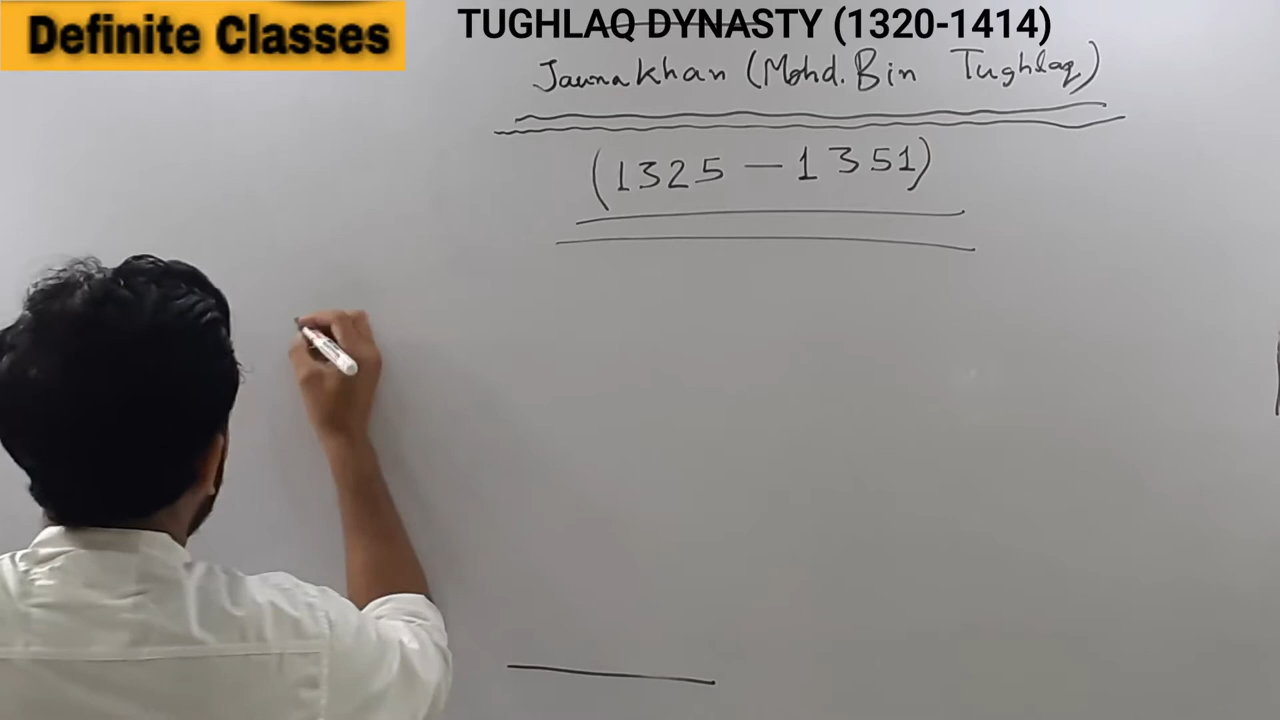 Definite Classes
TUGHLAQ DYNASTY (1320-1414)
Jauna Khan (Mohd. Bin Tughlaq)
(1325 – 1351)